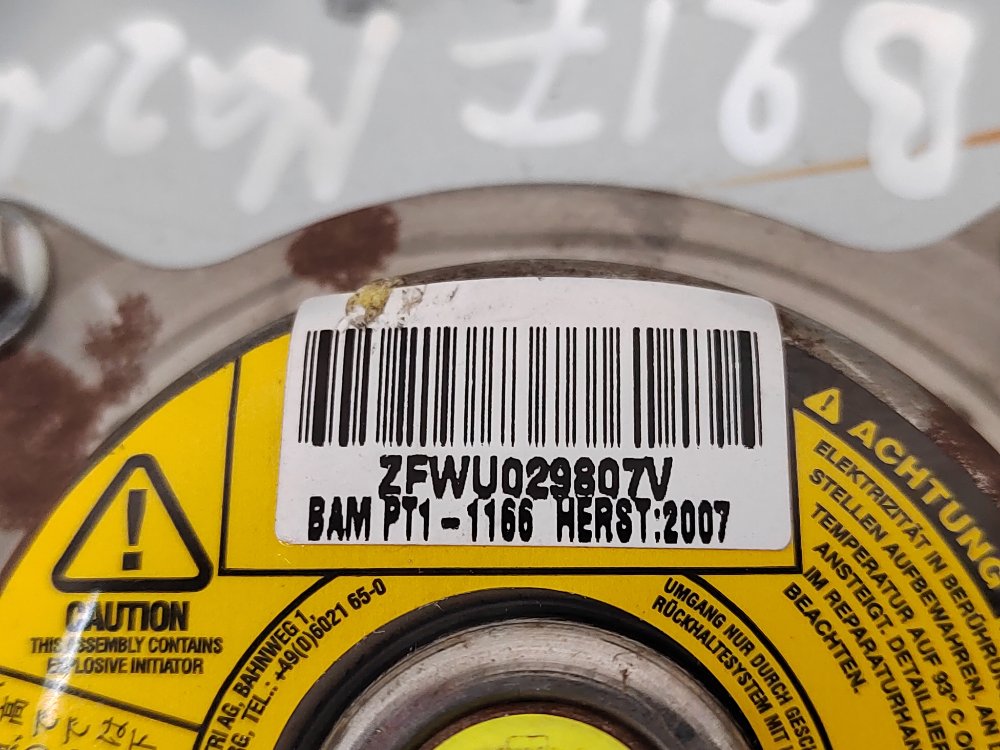 ZFWU029807V
BAM PT1-1166 HERST:2007
CAUTION
THIS ASSEMBLY CONTAINS
EXPLOSIVE INITIATOR
TRI AG, BAHNWEG 1,
TEL.: +49(0)6021 65-0
UMGANG NUR DURCH GESC
RÜCKHALTESYSTEM MIT
ACHTUNG
ELEKTRIZITÄT IN BERÜHRU
STELLEN AUFBEWAHREN, AN
TEMPERATUR AUF 93° C O
ANSTEIGT. DETAILLIE
IM REPARATURHA
BEACHTEN.